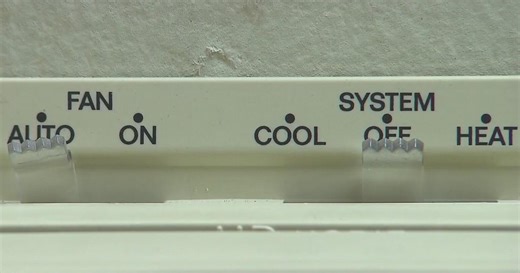 FAN SYSTEM
AUTO ON COOL OFF HEAT